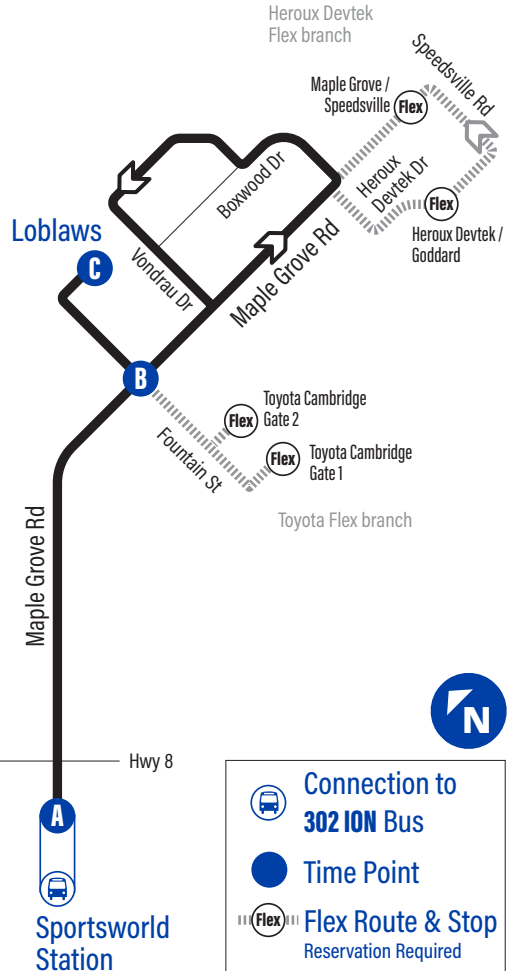 Heroux Devtek
Flex branch
Speedsville Rd
Maple Grove /
Speedsville
Flex
Heroux
Devtek Dr
Flex
Heroux Devtek /
Goddard
Boxwood Dr
Loblaws
C
Vondrau Dr
Maple Grove Rd
B
Toyota Cambridge
Gate 2
Flex
Fountain St
Flex
Toyota Cambridge
Gate 1
Toyota Flex branch
Maple Grove Rd
N
Hwy 8
A
Sportsworld
Station
Connection to
302 ION Bus
Time Point
Flex
Flex Route & Stop
Reservation Required